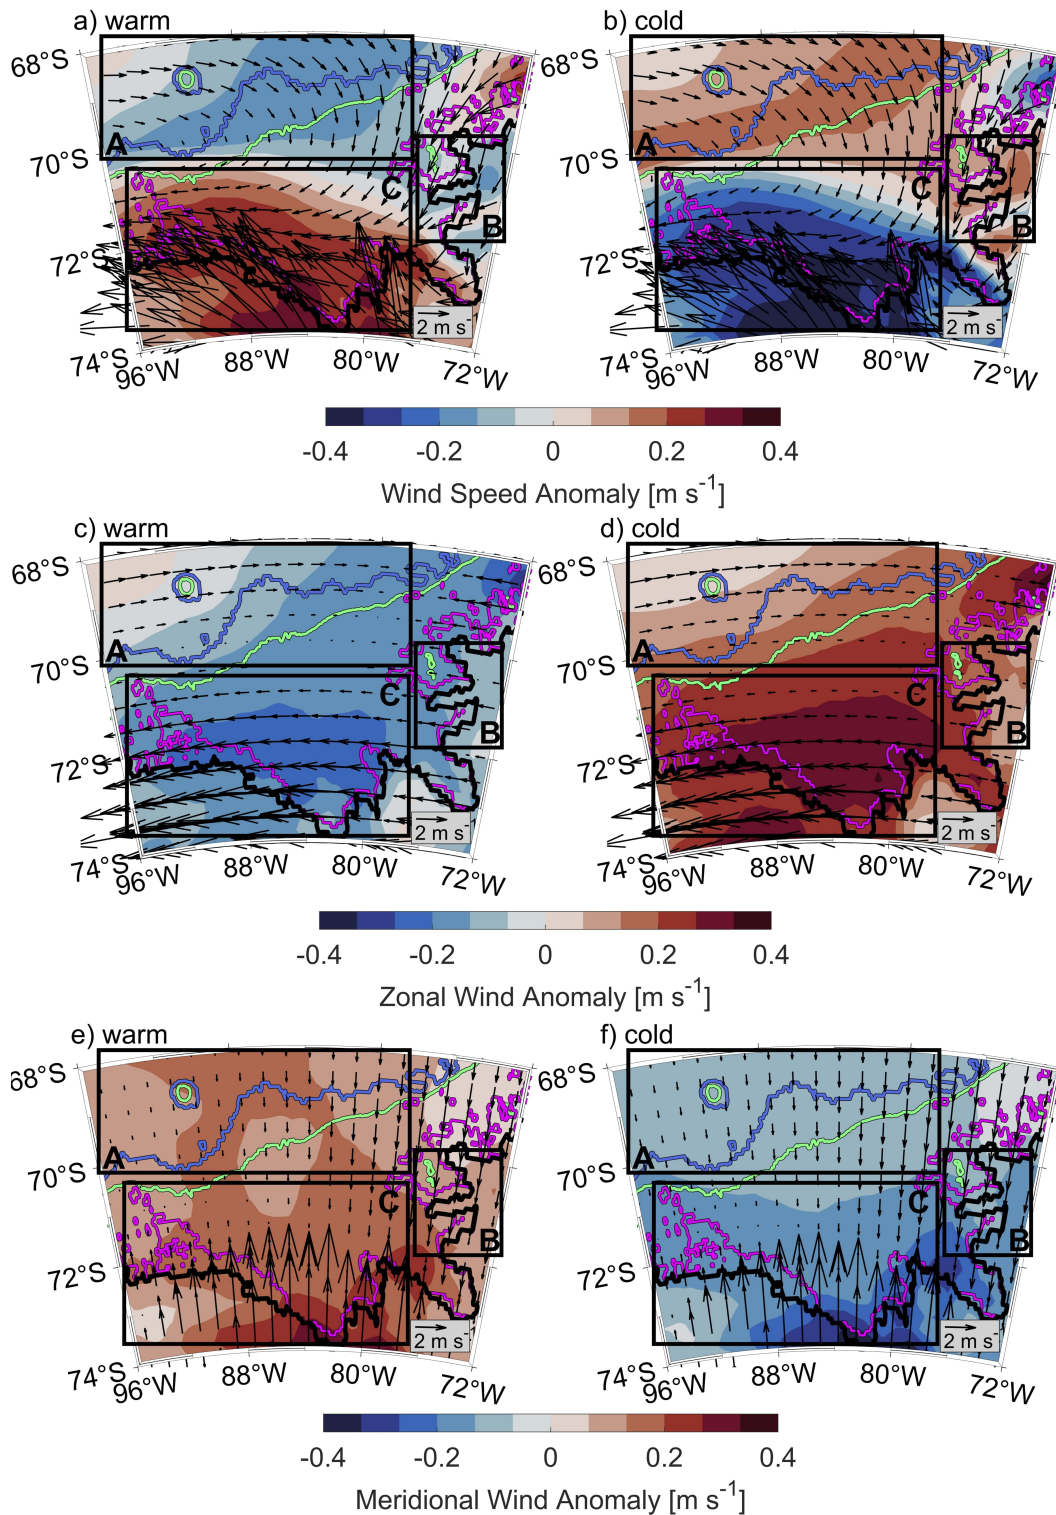 a) warm
b) cold
68°S
68°S
A
A
70°S
70°S
C
C
B
B
72°S
72°S
2 m s⁻
2 m s⁻
74°S
96°W
88°W
80°W
72°W
74°S
96°W
88°W
80°W
72°W
-0.4
-0.2
0
0.2
0.4
Wind Speed Anomaly [m s⁻¹]
c) warm
d) cold
68°S
68°S
A
A
70°S
70°S
C
C
B
B
72°S
72°S
2 m s⁻
2 m s⁻
74°S
96°W
88°W
80°W
72°W
74°S
96°W
88°W
80°W
72°W
-0.4
-0.2
0
0.2
0.4
Zonal Wind Anomaly [m s⁻¹]
e) warm
f) cold
68°S
68°S
A
A
70°S
70°S
C
C
B
B
72°S
72°S
2 m s⁻
2 m s⁻
74°S
96°W
88°W
80°W
72°W
74°S
96°W
88°W
80°W
72°W
-0.4
-0.2
0
0.2
0.4
Meridional Wind Anomaly [m s⁻¹]